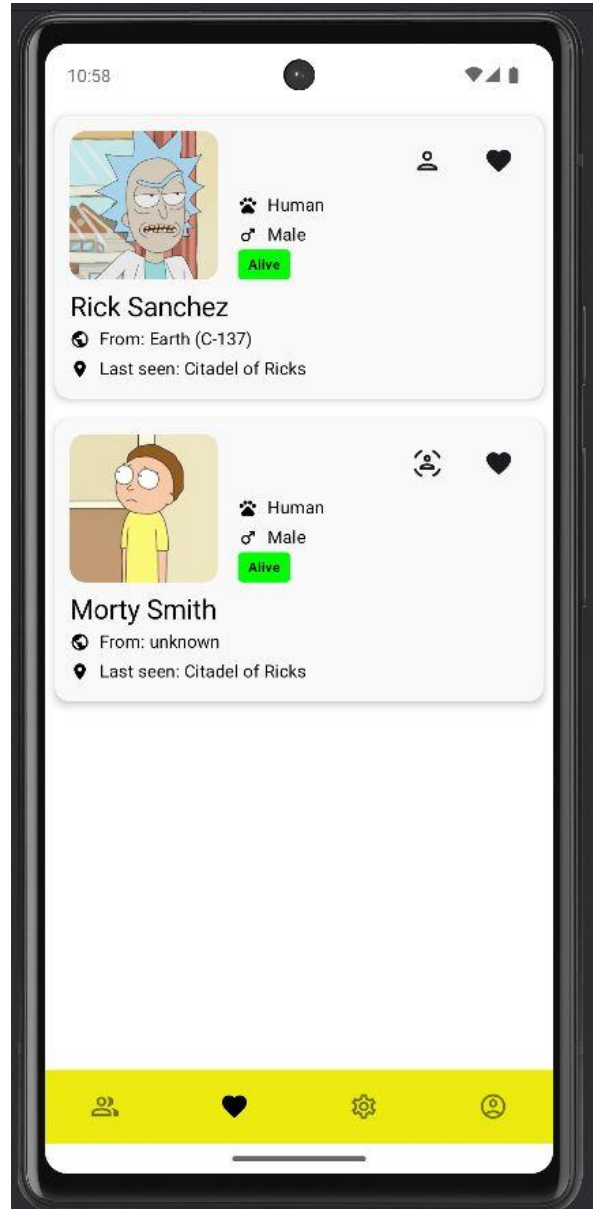 10:58
Human
Male
Alive
Rick Sanchez
From: Earth (C-137)
Last seen: Citadel of Ricks
Human
Male
Alive
Morty Smith
From: unknown
Last seen: Citadel of Ricks